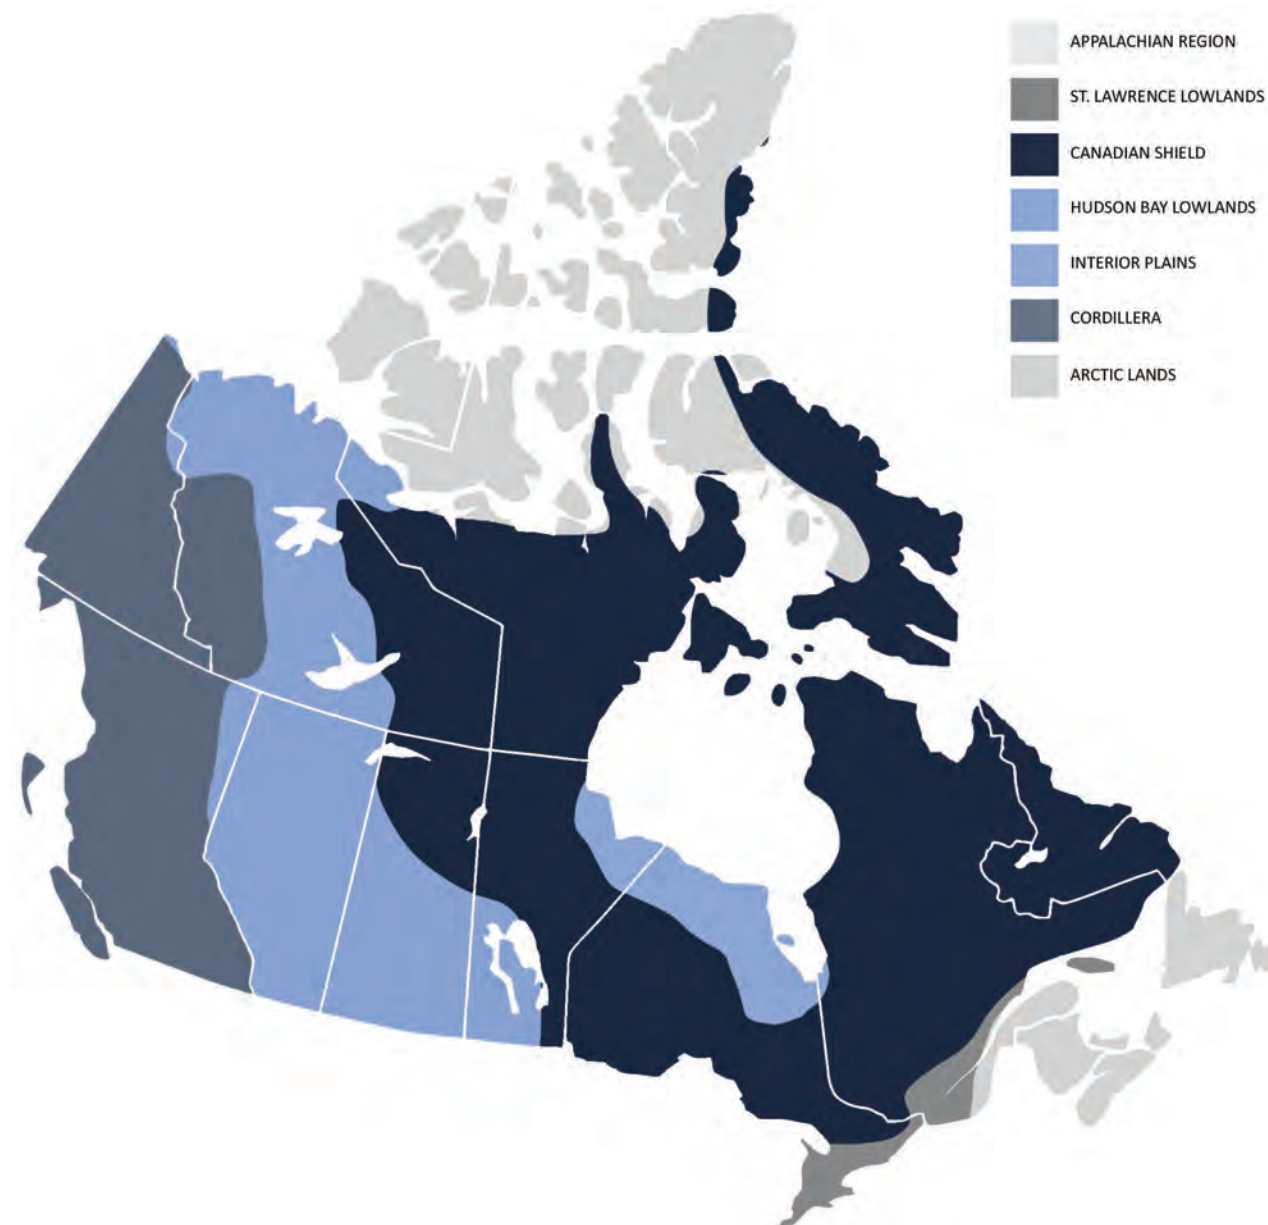 APPALACHIAN REGION
ST. LAWRENCE LOWLANDS
CANADIAN SHIELD
HUDSON BAY LOWLANDS
INTERIOR PLAINS
CORDILLERA
ARCTIC LANDS